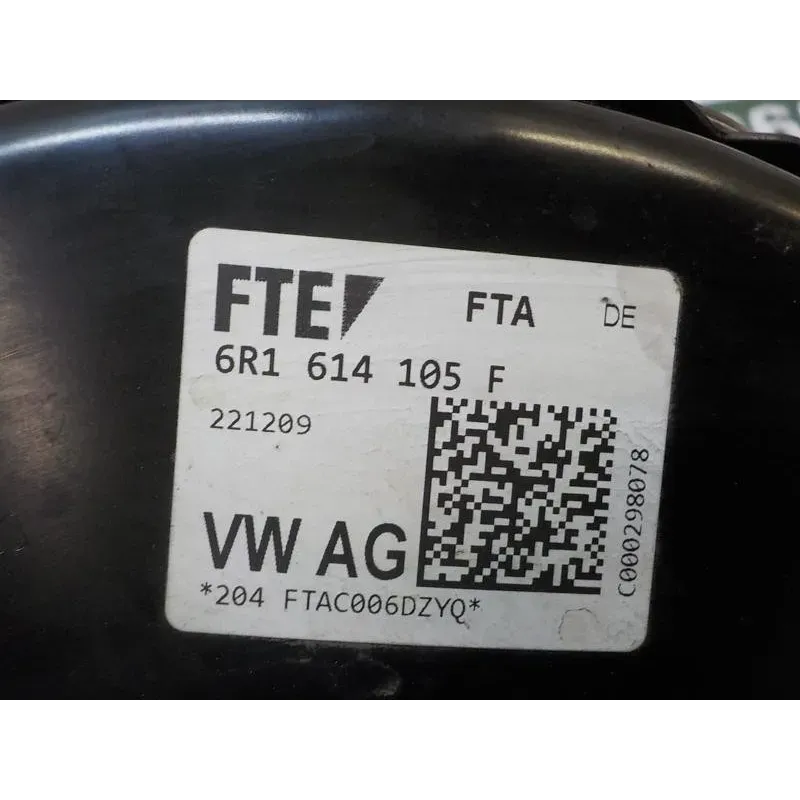 FTE FTA DE
6R1 614 105 F
221209
C000298078
VW AG
*204 FTAC006DZYQ*